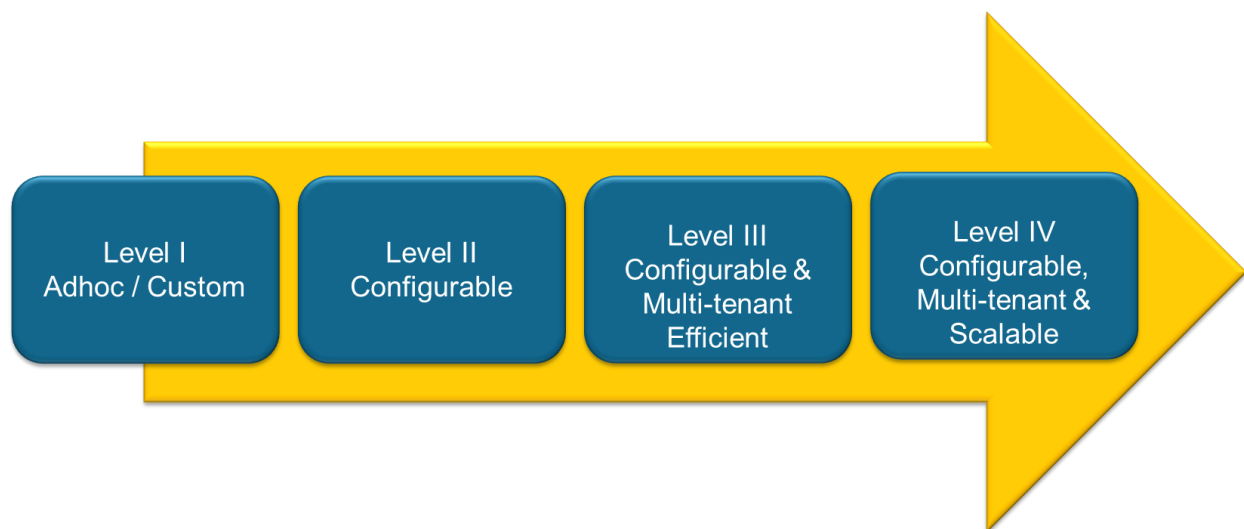 Level I
Adhoc / Custom
Level II
Configurable
Level III
Configurable &
Multi-tenant
Efficient
Level IV
Configurable,
Multi-tenant &
Scalable